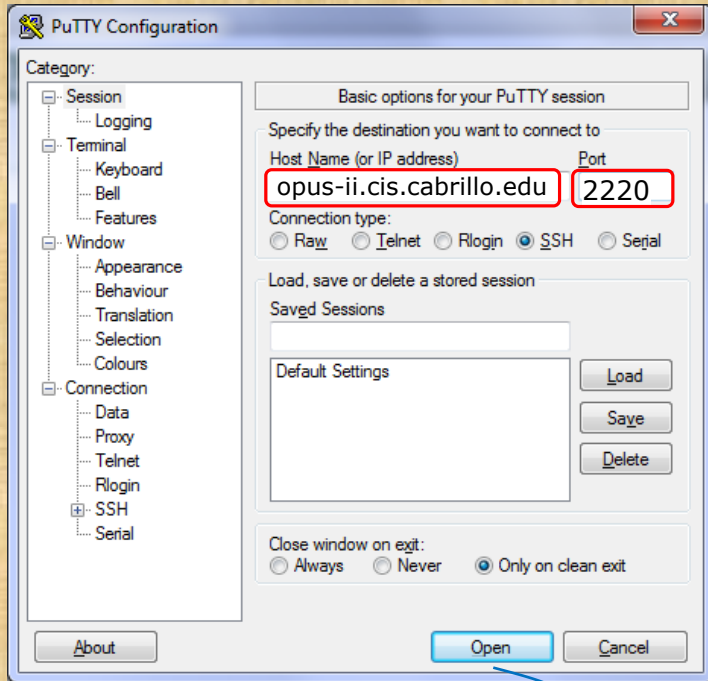 PuTTY Configuration
x
Category:
Session
Logging
Terminal
Keyboard
Bell
Features
Window
Appearance
Behaviour
Translation
Selection
Colours
Connection
Data
Proxy
Telnet
Rlogin
SSH
Serial
Basic options for your PuTTY session
Specify the destination you want to connect to
Host Name (or IP address) Port
opus-ii.cis.cabrillo.edu 2220
Connection type:
Raw Telnet Rlogin SSH Serial
Load, save or delete a stored session
Saved Sessions
Default Settings
Load
Save
Delete
Close window on exit:
Always Never Only on clean exit
About Open Cancel